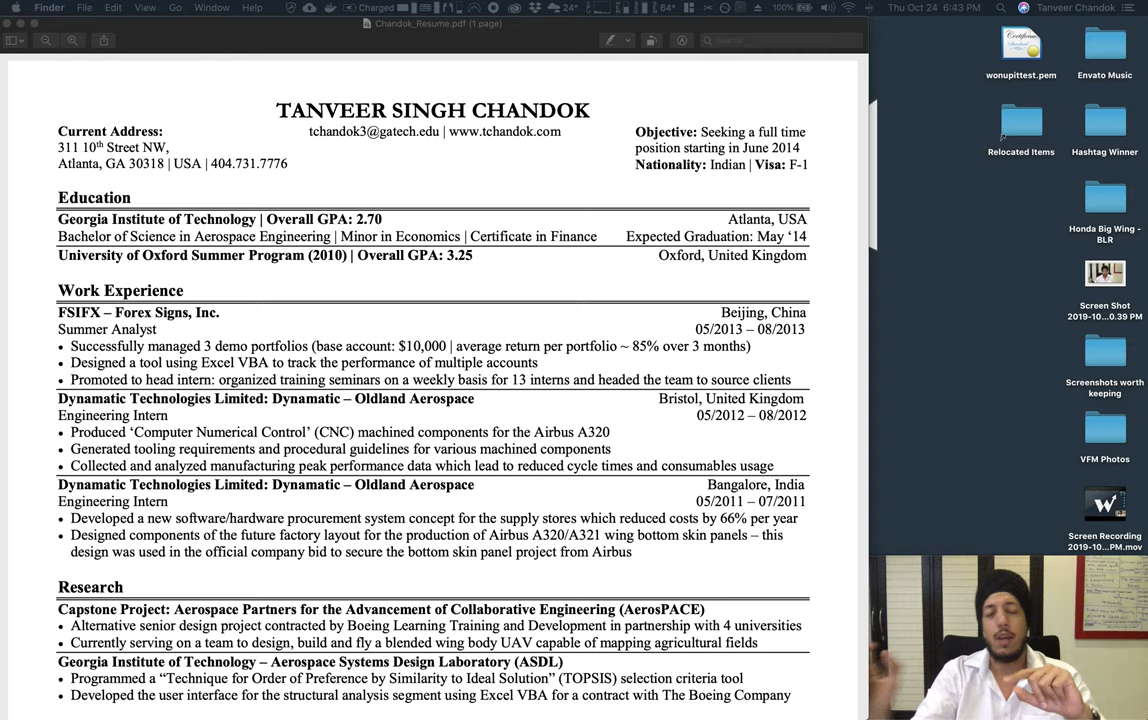 Finder File Edit View Go Window Help
Charged
24°
64°
100%
Thu Oct 24 6:43 PM
Tanveer Chandok
Chandok_Resume.pdf (1 page)
Search
TANVEER SINGH CHANDOK
tchandok3@gatech.edu | www.tchandok.com
Current Address:
311 10th Street NW,
Atlanta, GA 30318 | USA | 404.731.7776
Objective: Seeking a full time
position starting in June 2014
Nationality: Indian | Visa: F-1
Education
Georgia Institute of Technology | Overall GPA: 2.70 Atlanta, USA
Bachelor of Science in Aerospace Engineering | Minor in Economics | Certificate in Finance Expected Graduation: May ‘14
University of Oxford Summer Program (2010) | Overall GPA: 3.25 Oxford, United Kingdom
Work Experience
FSIFX – Forex Signs, Inc. Beijing, China
Summer Analyst 05/2013 – 08/2013
• Successfully managed 3 demo portfolios (base account: $10,000 | average return per portfolio ~ 85% over 3 months)
• Designed a tool using Excel VBA to track the performance of multiple accounts
• Promoted to head intern: organized training seminars on a weekly basis for 13 interns and headed the team to source clients
Dynamatic Technologies Limited: Dynamatic – Oldland Aerospace Bristol, United Kingdom
Engineering Intern 05/2012 – 08/2012
• Produced ‘Computer Numerical Control’ (CNC) machined components for the Airbus A320
• Generated tooling requirements and procedural guidelines for various machined components
• Collected and analyzed manufacturing peak performance data which lead to reduced cycle times and consumables usage
Dynamatic Technologies Limited: Dynamatic – Oldland Aerospace Bangalore, India
Engineering Intern 05/2011 – 07/2011
• Developed a new software/hardware procurement system concept for the supply stores which reduced costs by 66% per year
• Designed components of the future factory layout for the production of Airbus A320/A321 wing bottom skin panels – this
design was used in the official company bid to secure the bottom skin panel project from Airbus
Research
Capstone Project: Aerospace Partners for the Advancement of Collaborative Engineering (AerosPACE)
• Alternative senior design project contracted by Boeing Learning Training and Development in partnership with 4 universities
• Currently serving on a team to design, build and fly a blended wing body UAV capable of mapping agricultural fields
Georgia Institute of Technology – Aerospace Systems Design Laboratory (ASDL)
• Programmed a “Technique for Order of Preference by Similarity to Ideal Solution” (TOPSIS) selection criteria tool
• Developed the user interface for the structural analysis segment using Excel VBA for a contract with The Boeing Company
wonupittest.pem
Envato Music
Relocated Items
Hashtag Winner
Honda Big Wing -
BLR
Screen Shot
2019-10...0.39 PM
Screenshots worth
keeping
VFM Photos
Screen Recording
2019-10...PM.mov